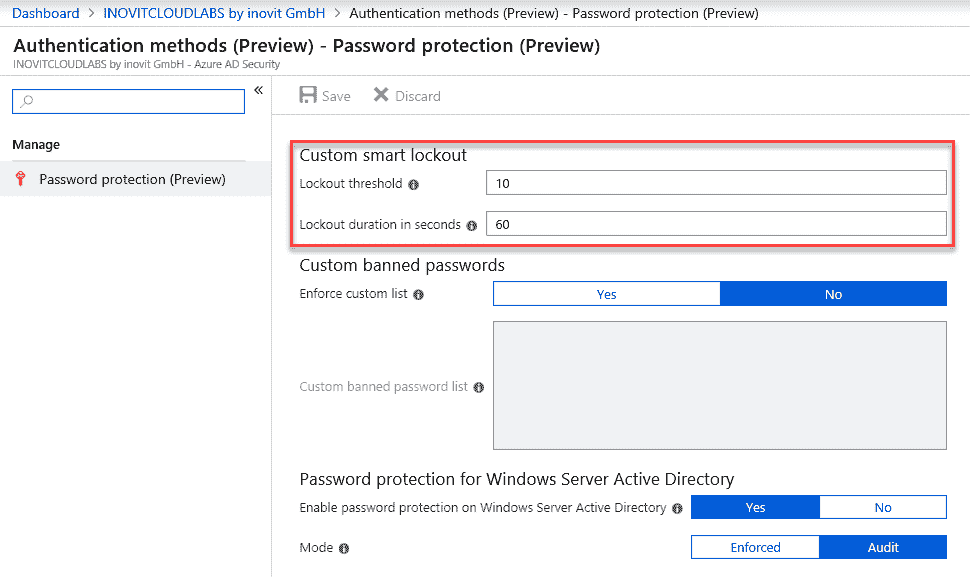 Dashboard > INOVITCLOUDLABS by inovit GmbH > Authentication methods (Preview) - Password protection (Preview)
Authentication methods (Preview) - Password protection (Preview)
INOVITCLOUDLABS by inovit GmbH - Azure AD Security
Save Discard
Manage
Password protection (Preview)
Custom smart lockout
Lockout threshold 10
Lockout duration in seconds 60
Custom banned passwords
Enforce custom list Yes No
Custom banned password list
Password protection for Windows Server Active Directory
Enable password protection on Windows Server Active Directory Yes No
Mode Enforced Audit